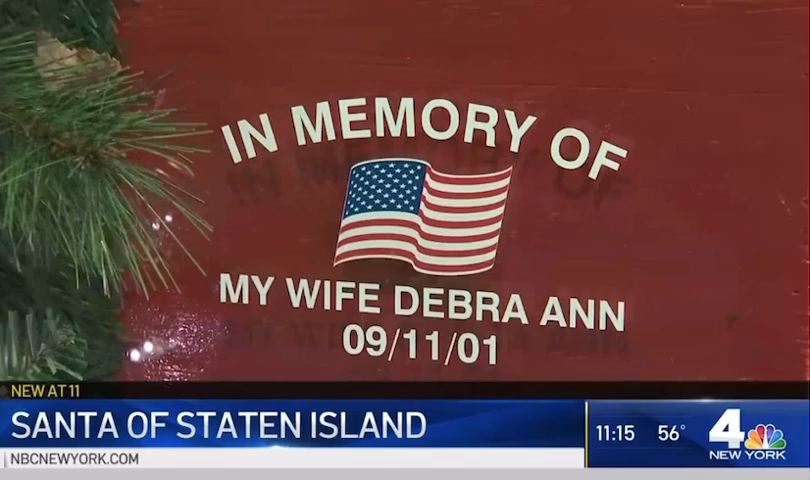 IN MEMORY OF
MY WIFE DEBRA ANN
09/11/01
NEW AT 11
SANTA OF STATEN ISLAND
NBCNEWYORK.COM
11:15 56°
4
NEW YORK